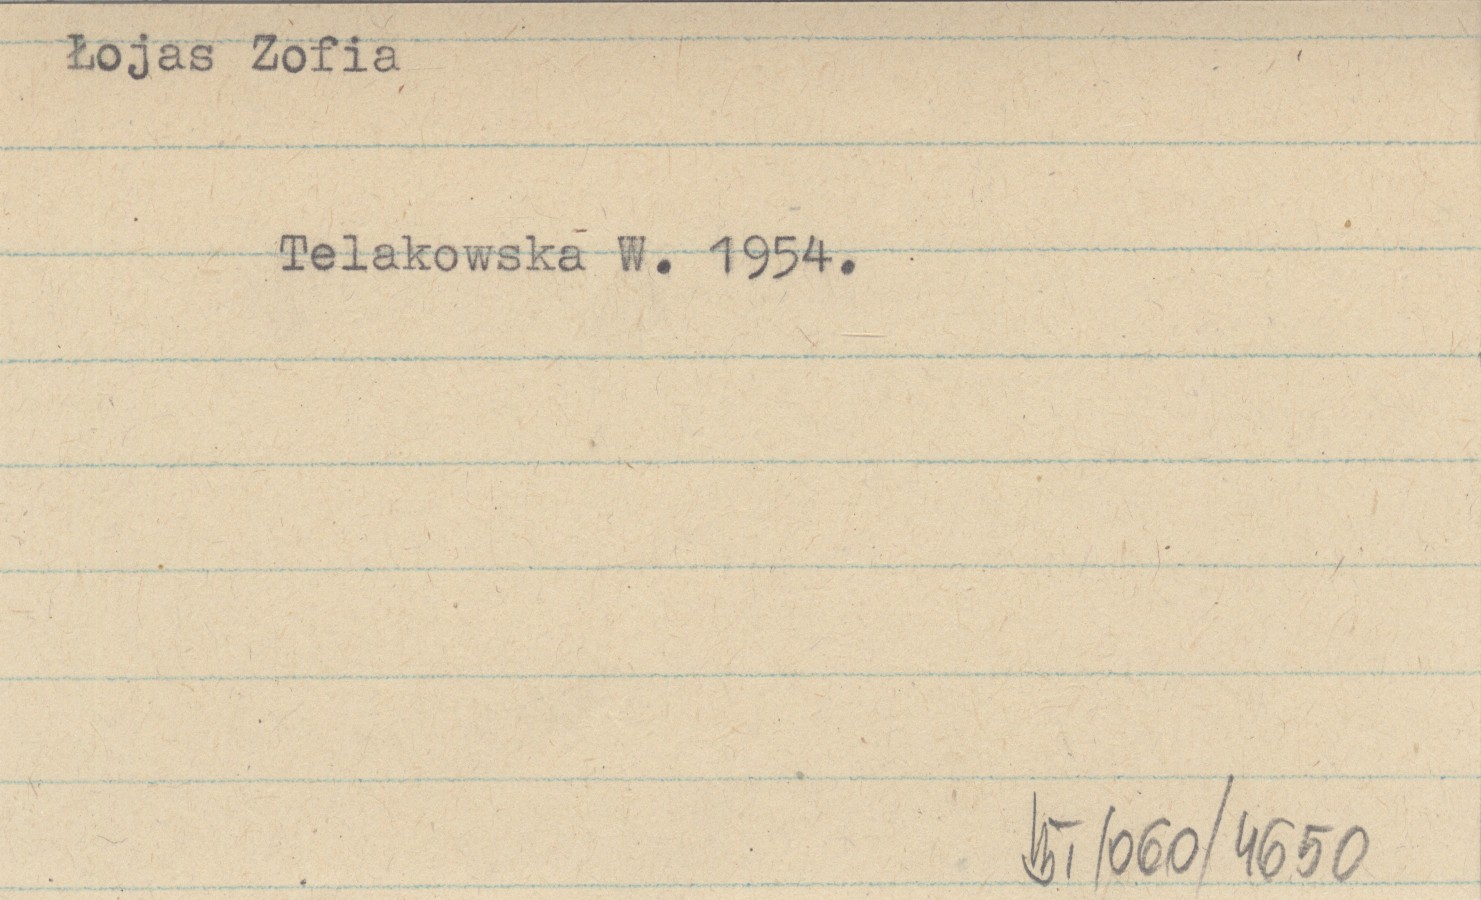 Łojas Zofia
Telakowska W. 1954.
/060/4650